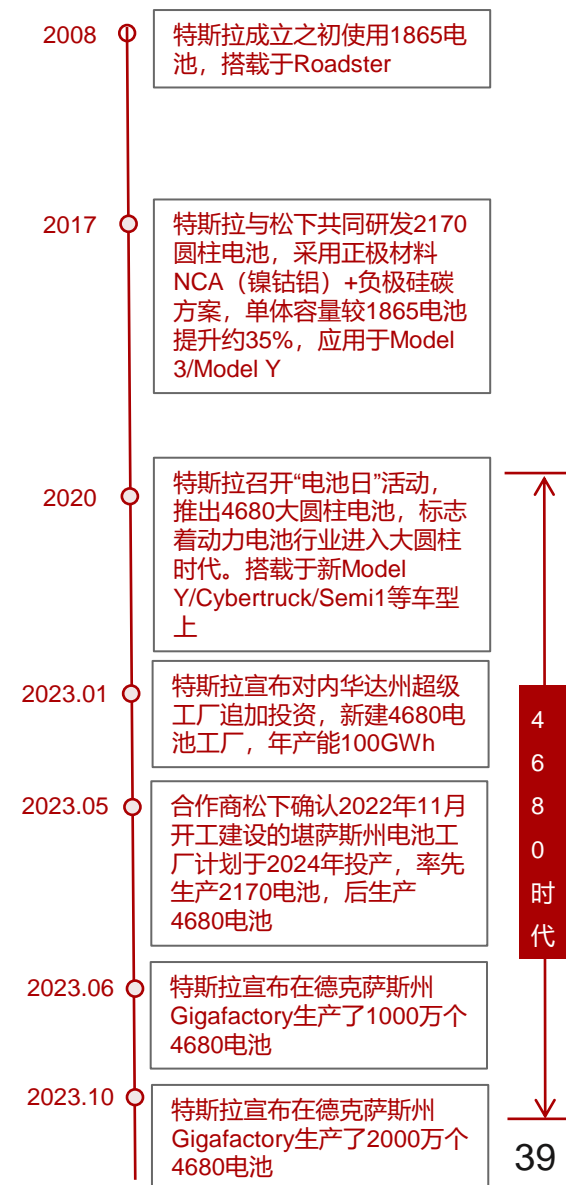 2008
特斯拉成立之初使用1865电
池，搭载于Roadster
2017
特斯拉与松下共同研发2170
圆柱电池，采用正极材料
NCA（镍钴铝）+负极硅碳
方案，单体容量较1865电池
提升约35%，应用于Model
3/Model Y
2020
特斯拉召开“电池日”活动，
推出4680大圆柱电池，标志
着动力电池行业进入大圆柱
时代。搭载于新Model
Y/Cybertruck/Semi1等车型
上
2023.01
特斯拉宣布对内华达州超级
工厂追加投资，新建4680电
池工厂，年产能100GWh
2023.05
合作商松下确认2022年11月
开工建设的堪萨斯州电池工
厂计划于2024年投产，率先
生产2170电池，后生产
4680电池
2023.06
特斯拉宣布在德克萨斯州
Gigafactory生产了1000万个
4680电池
2023.10
特斯拉宣布在德克萨斯州
Gigafactory生产了2000万个
4680电池
4680时代
39